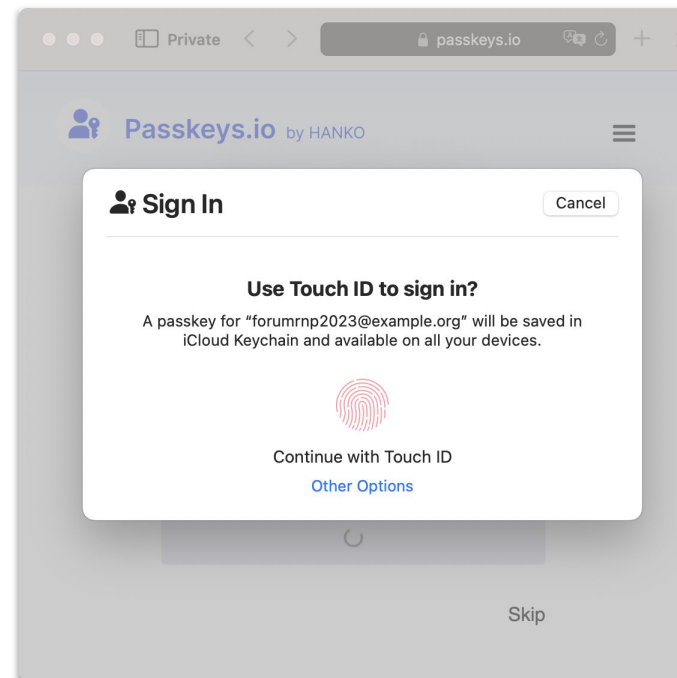 Private passkeys.io
Passkeys.io by HANKO
Sign In Cancel
Use Touch ID to sign in?
A passkey for “forumrnp2023@example.org” will be saved in
iCloud Keychain and available on all your devices.
Continue with Touch ID
Other Options
Skip